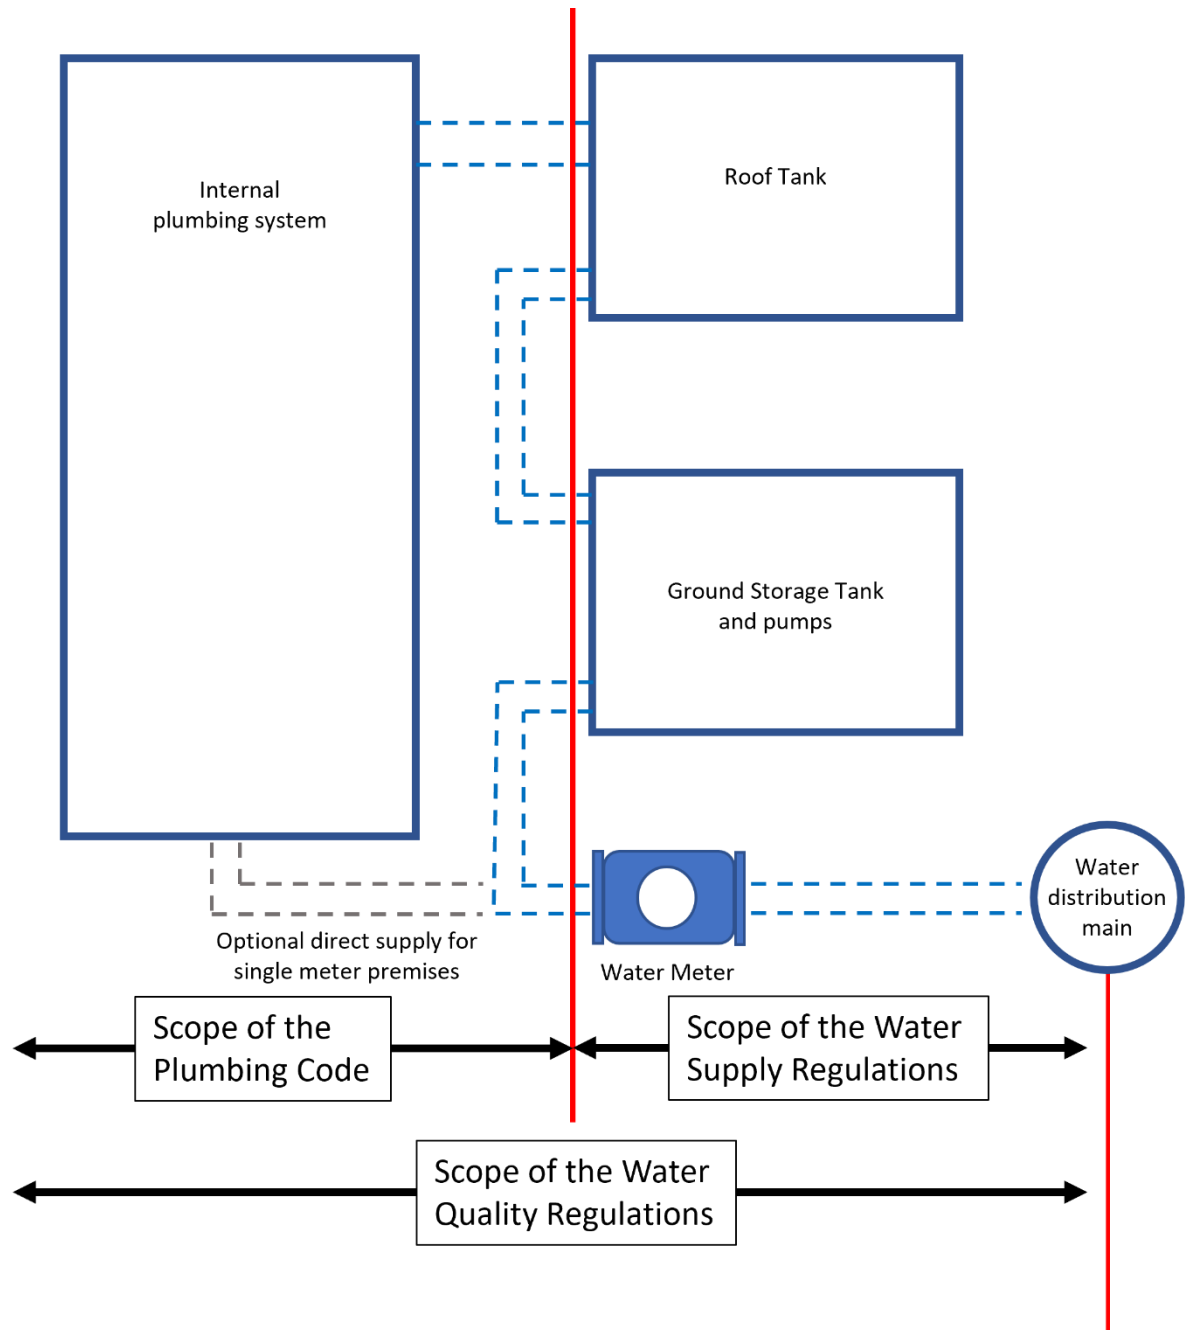 Internal
plumbing system
Roof Tank
Ground Storage Tank
and pumps
Water
distribution
main
Optional direct supply for
single meter premises
Water Meter
Scope of the
Plumbing Code
Scope of the Water
Supply Regulations
Scope of the Water
Quality Regulations